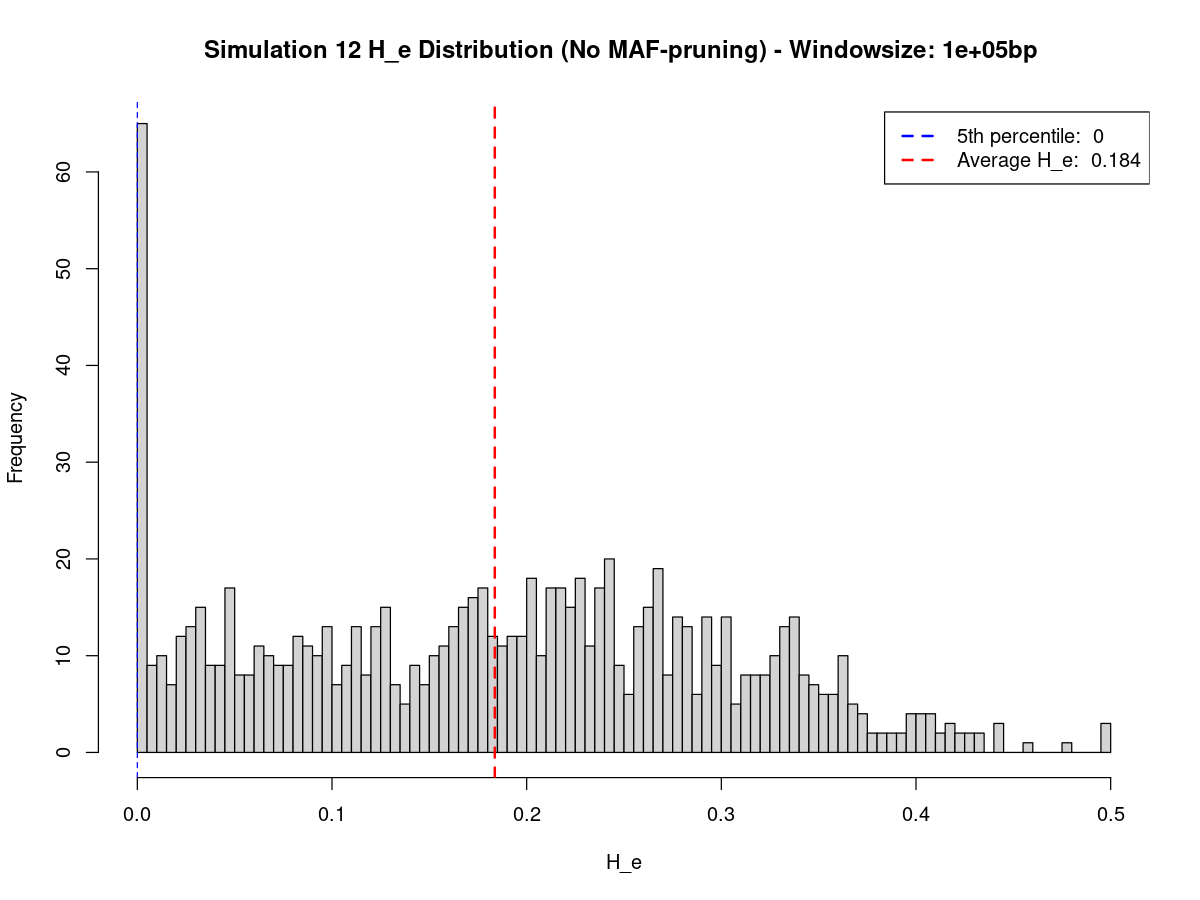 Simulation 12 H_e Distribution (No MAF-pruning) - Windowsize: 1e+05bp
5th percentile: 0
Average H_e: 0.184
Frequency
60
50
40
30
20
10
0
0.0 0.1 0.2 0.3 0.4 0.5
H_e